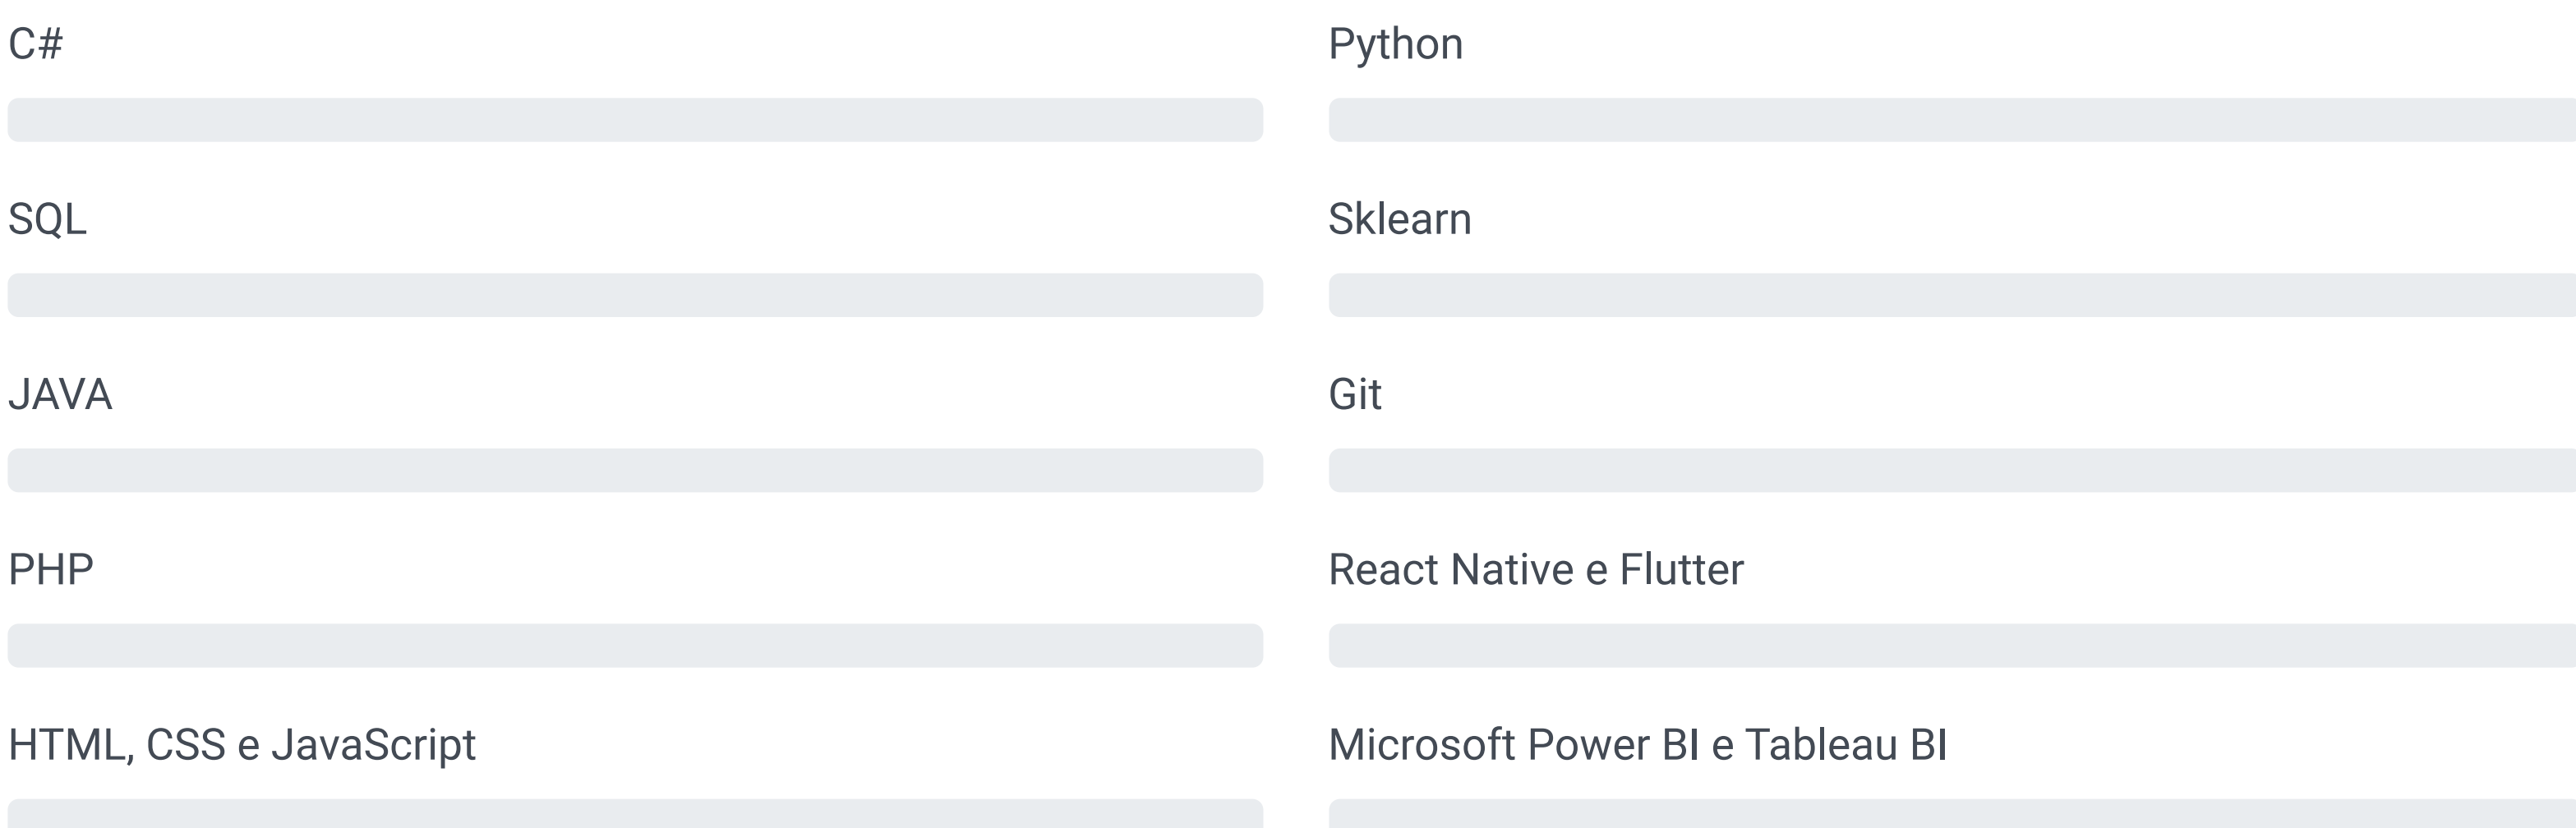 C#
Python
SQL
Sklearn
JAVA
Git
PHP
React Native e Flutter
HTML, CSS e JavaScript
Microsoft Power BI e Tableau BI